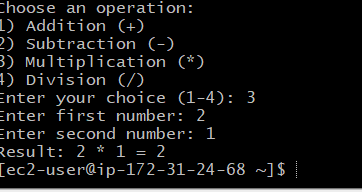 Choose an operation:
1) Addition (+)
2) Subtraction (-)
3) Multiplication (*)
4) Division (/)
Enter your choice (1-4): 3
Enter first number: 2
Enter second number: 1
Result: 2 * 1 = 2
[ec2-user@ip-172-31-24-68 ~]$